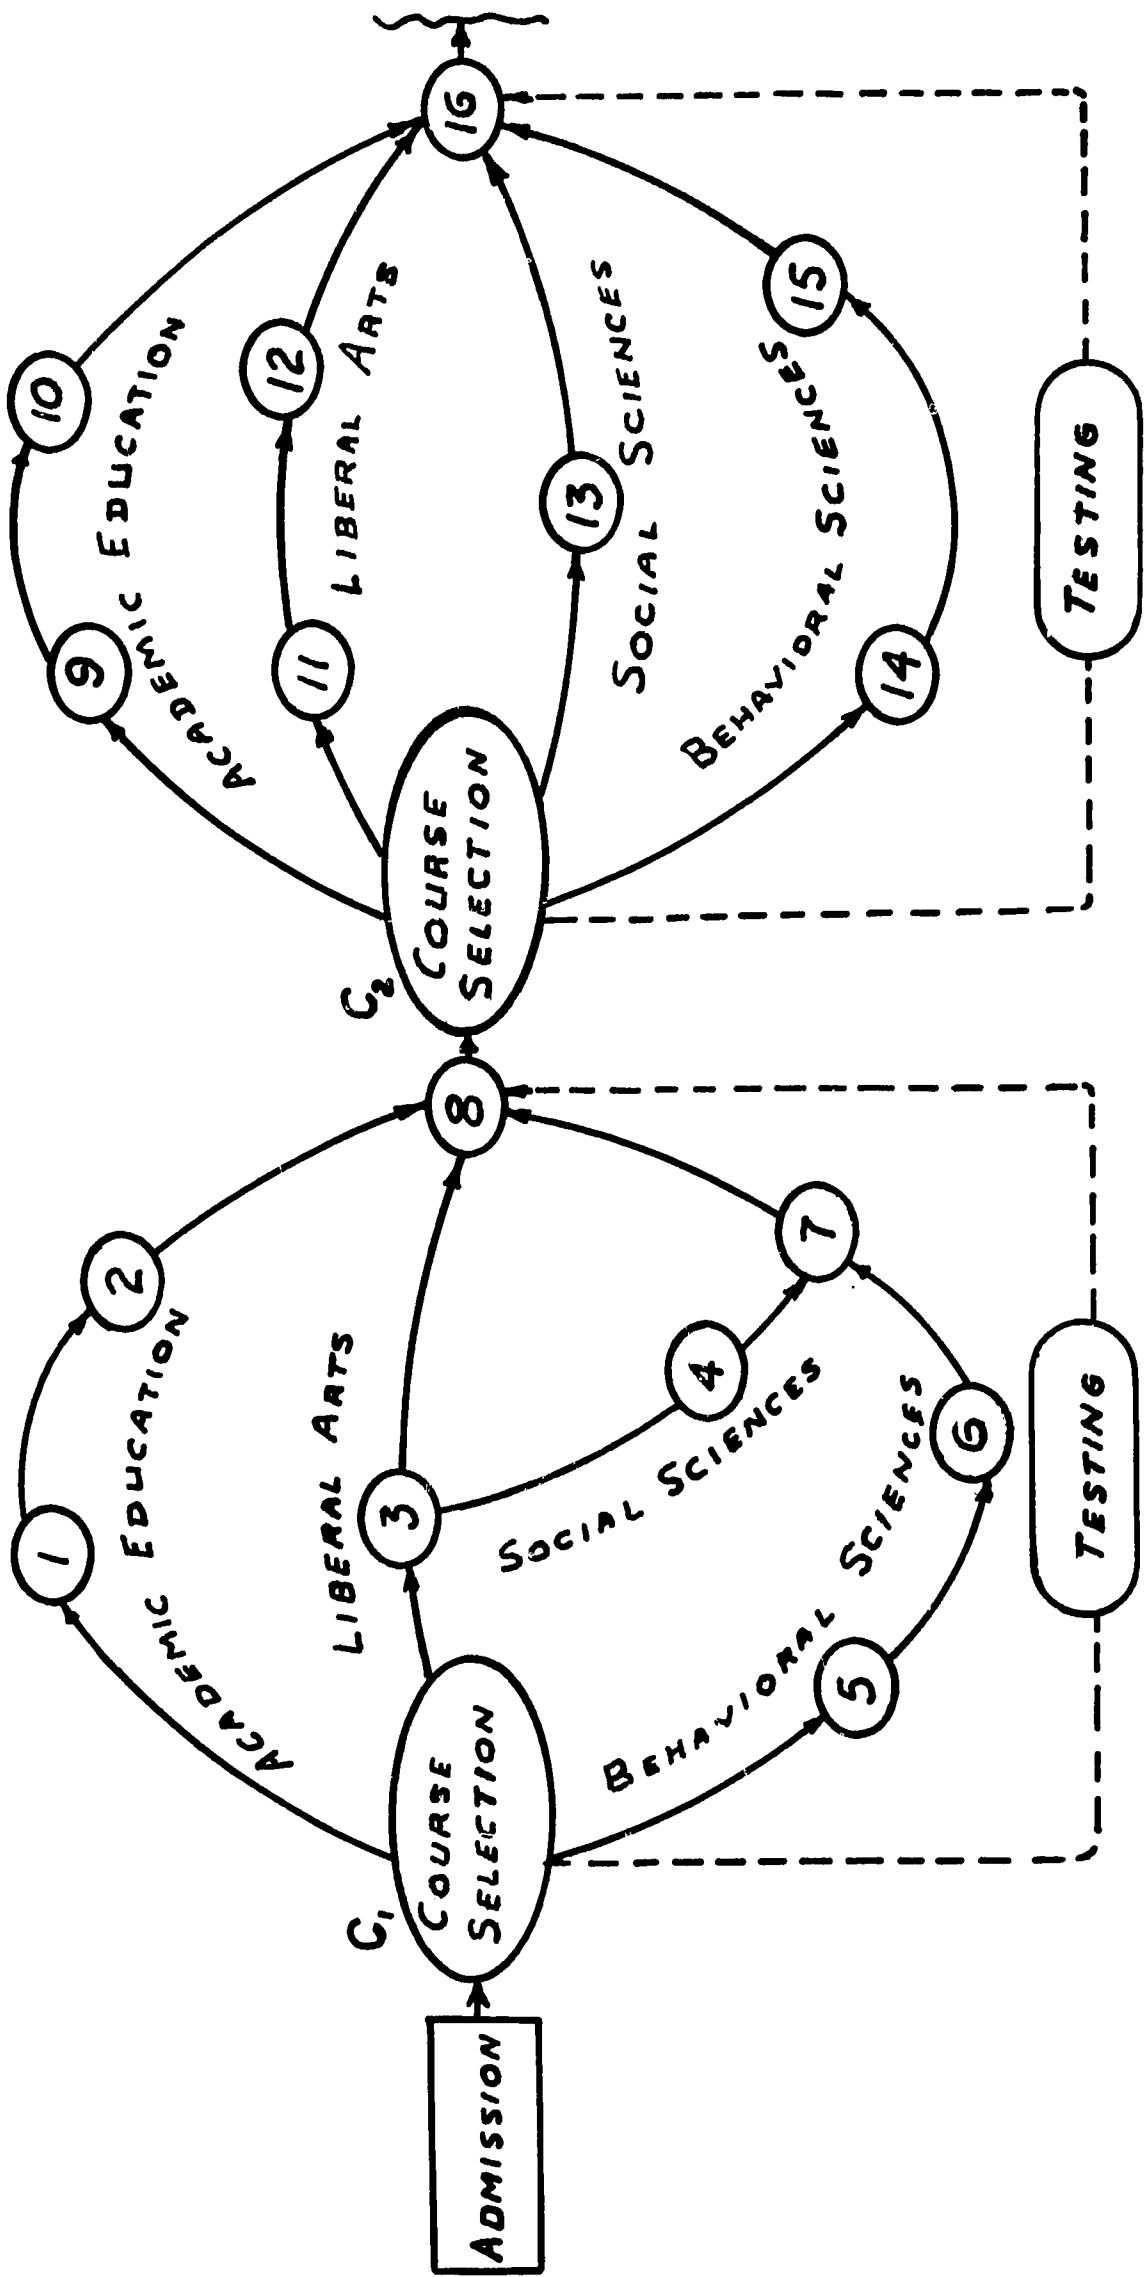 ADMISSION
C1
COURSE
SELECTION
1
ACADEMIC EDUCATION
2
LIBERAL ARTS
3
SOCIAL SCIENCES
4
BEHAVIORAL SCIENCES
5
6
7
8
TESTING
C2
COURSE
SELECTION
9
ACADEMIC EDUCATION
10
11
LIBERAL ARTS
12
13
SOCIAL SCIENCES
BEHAVIORAL SCIENCES
14
15
16
TESTING